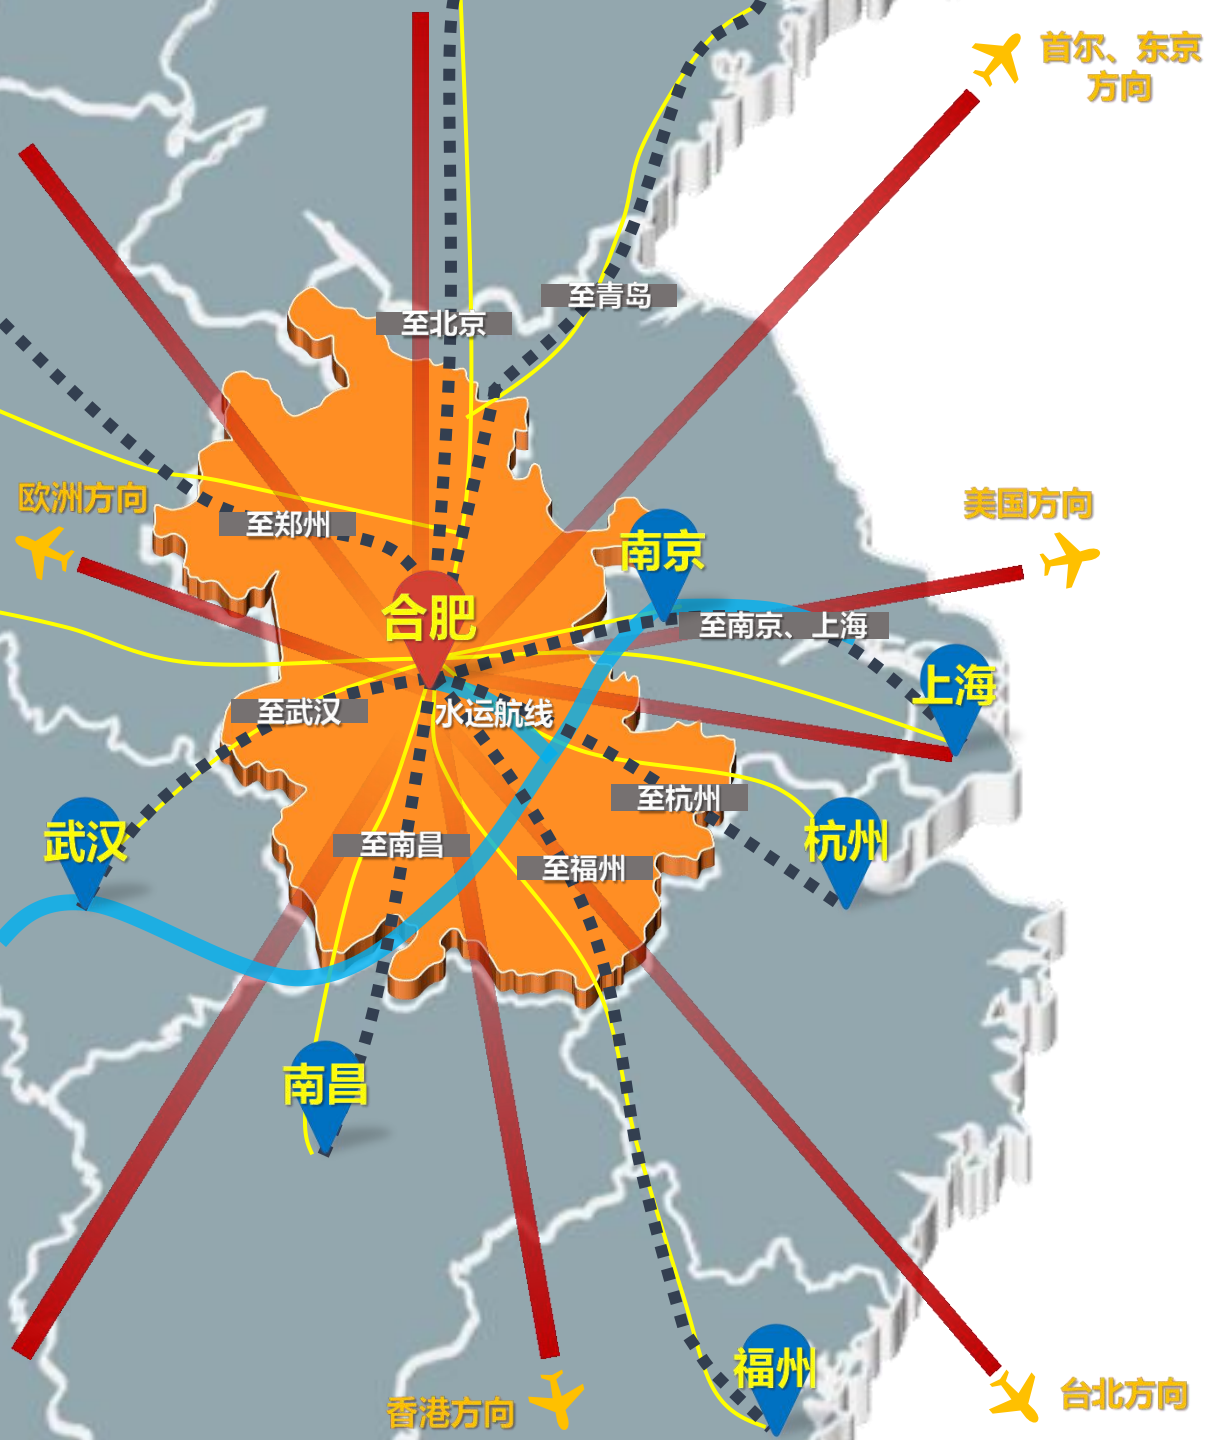 首尔、东京
方向
至青岛
至北京
欧洲方向
美国方向
至郑州
南京
合肥
至南京、上海
上海
至武汉
水运航线
至杭州
武汉
杭州
至南昌
至福州
南昌
福州
香港方向
台北方向